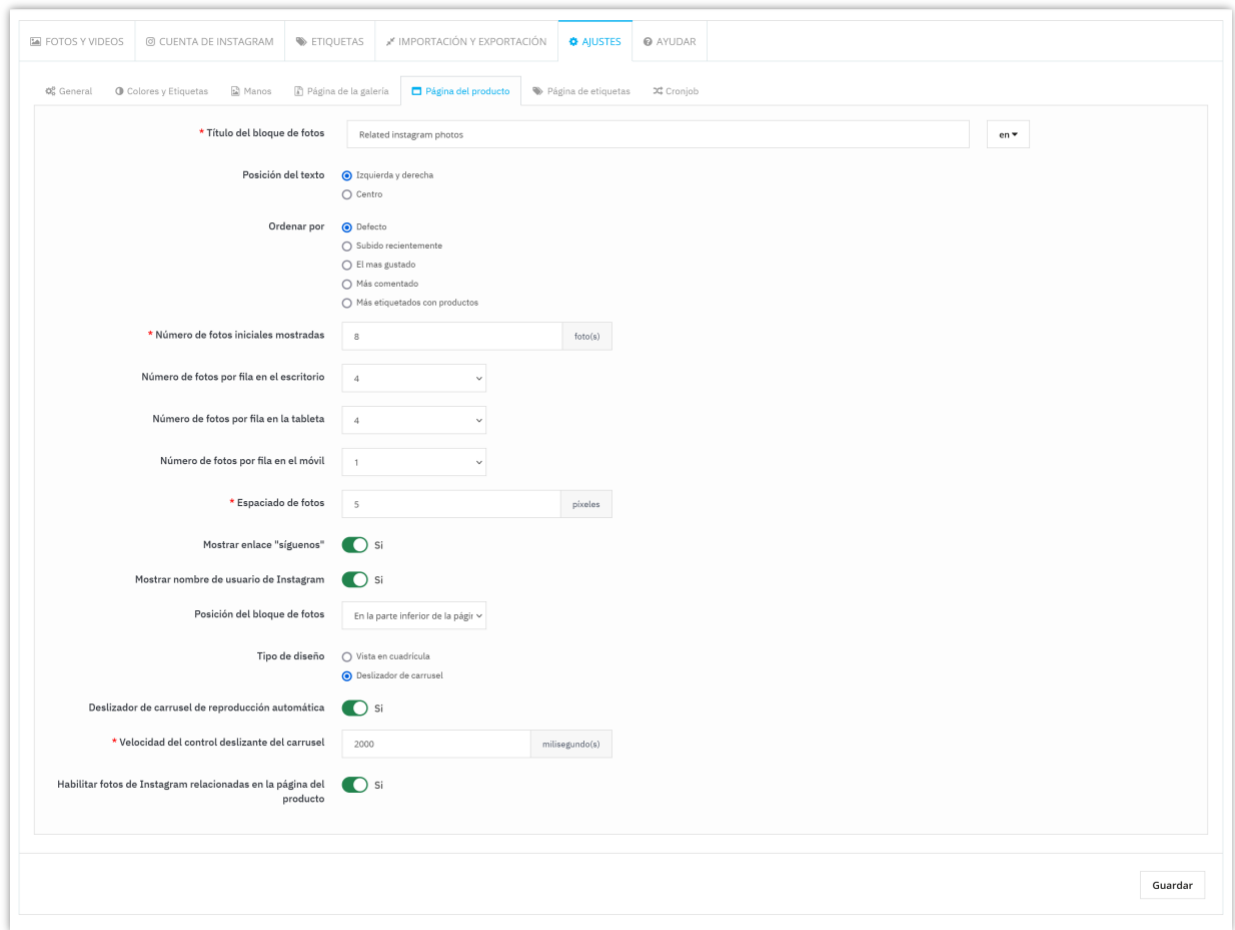 FOTOS Y VIDEOS CUENTA DE INSTAGRAM ETIQUETAS IMPORTACIÓN Y EXPORTACIÓN AJUSTES AYUDAR
General Colores y Etiquetas Manos Página de la galería Página del producto Página de etiquetas Cronjob
* Título del bloque de fotos Related instagram photos en
Posición del texto Izquierda y derecha
Centro
Ordenar por Defecto
Subido recientemente
El mas gustado
Más comentado
Más etiquetados con productos
* Número de fotos iniciales mostradas 8 foto(s)
Número de fotos por fila en el escritorio 4
Número de fotos por fila en la tableta 4
Número de fotos por fila en el móvil 1
* Espaciado de fotos 5 píxeles
Mostrar enlace "síguenos" Si
Mostrar nombre de usuario de Instagram Si
Posición del bloque de fotos En la parte inferior de la págir
Tipo de diseño Vista en cuadrícula
Deslizador de carrusel
Deslizador de carrusel de reproducción automática Si
* Velocidad del control deslizante del carrusel 2000 milisegundo(s)
Habilitar fotos de Instagram relacionadas en la página del Si
producto
Guardar